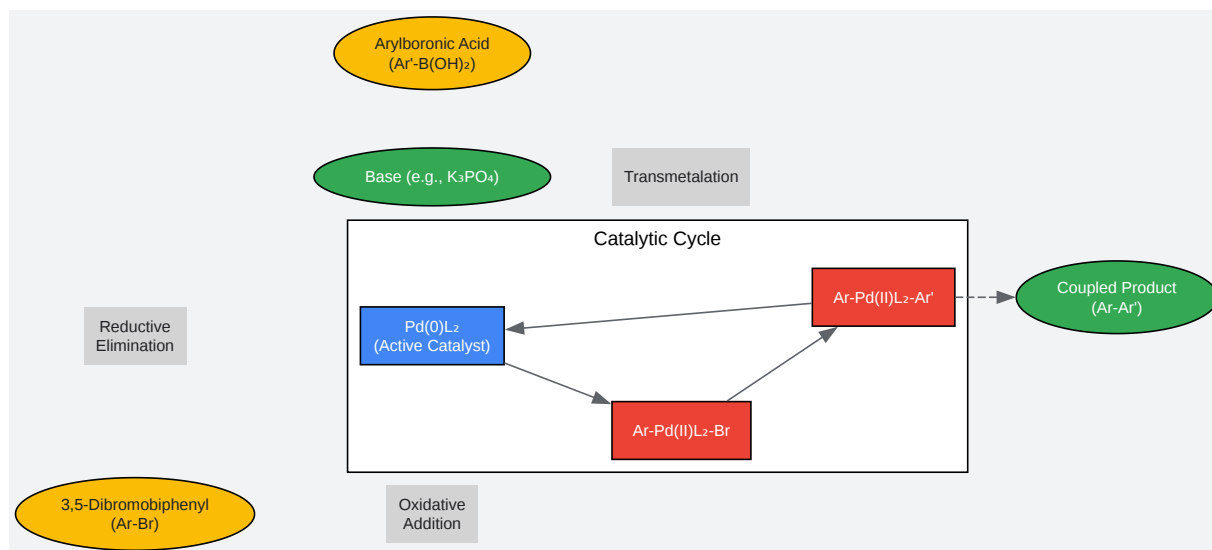 Arylboronic Acid
(Ar'-B(OH)₂)
Base (e.g., K₃PO₄)
Transmetalation
Catalytic Cycle
Ar-Pd(II)L₂-Ar'
Coupled Product
(Ar-Ar')
Reductive
Elimination
Pd(0)L₂
(Active Catalyst)
Ar-Pd(II)L₂-Br
3,5-Dibromobiphenyl
(Ar-Br)
Oxidative
Addition